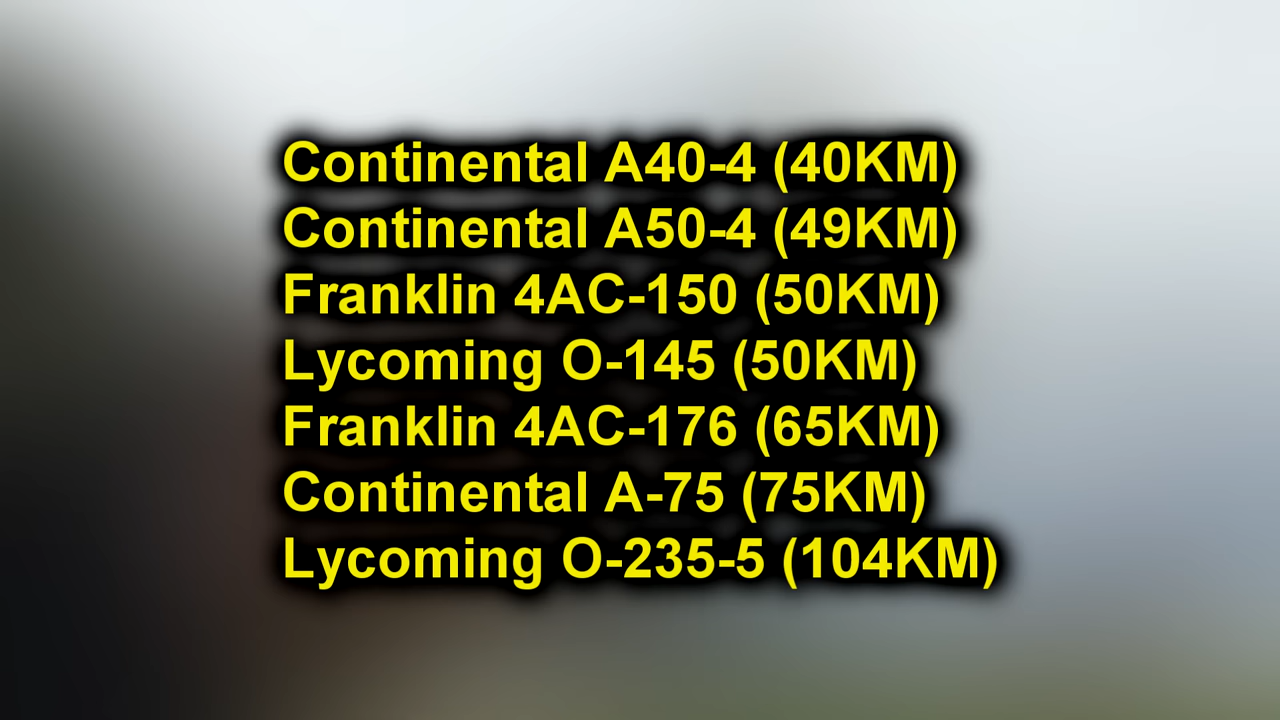 Continental A40-4 (40KM)
Continental A50-4 (49KM)
Franklin 4AC-150 (50KM)
Lycoming O-145 (50KM)
Franklin 4AC-176 (65KM)
Continental A-75 (75KM)
Lycoming O-235-5 (104KM)